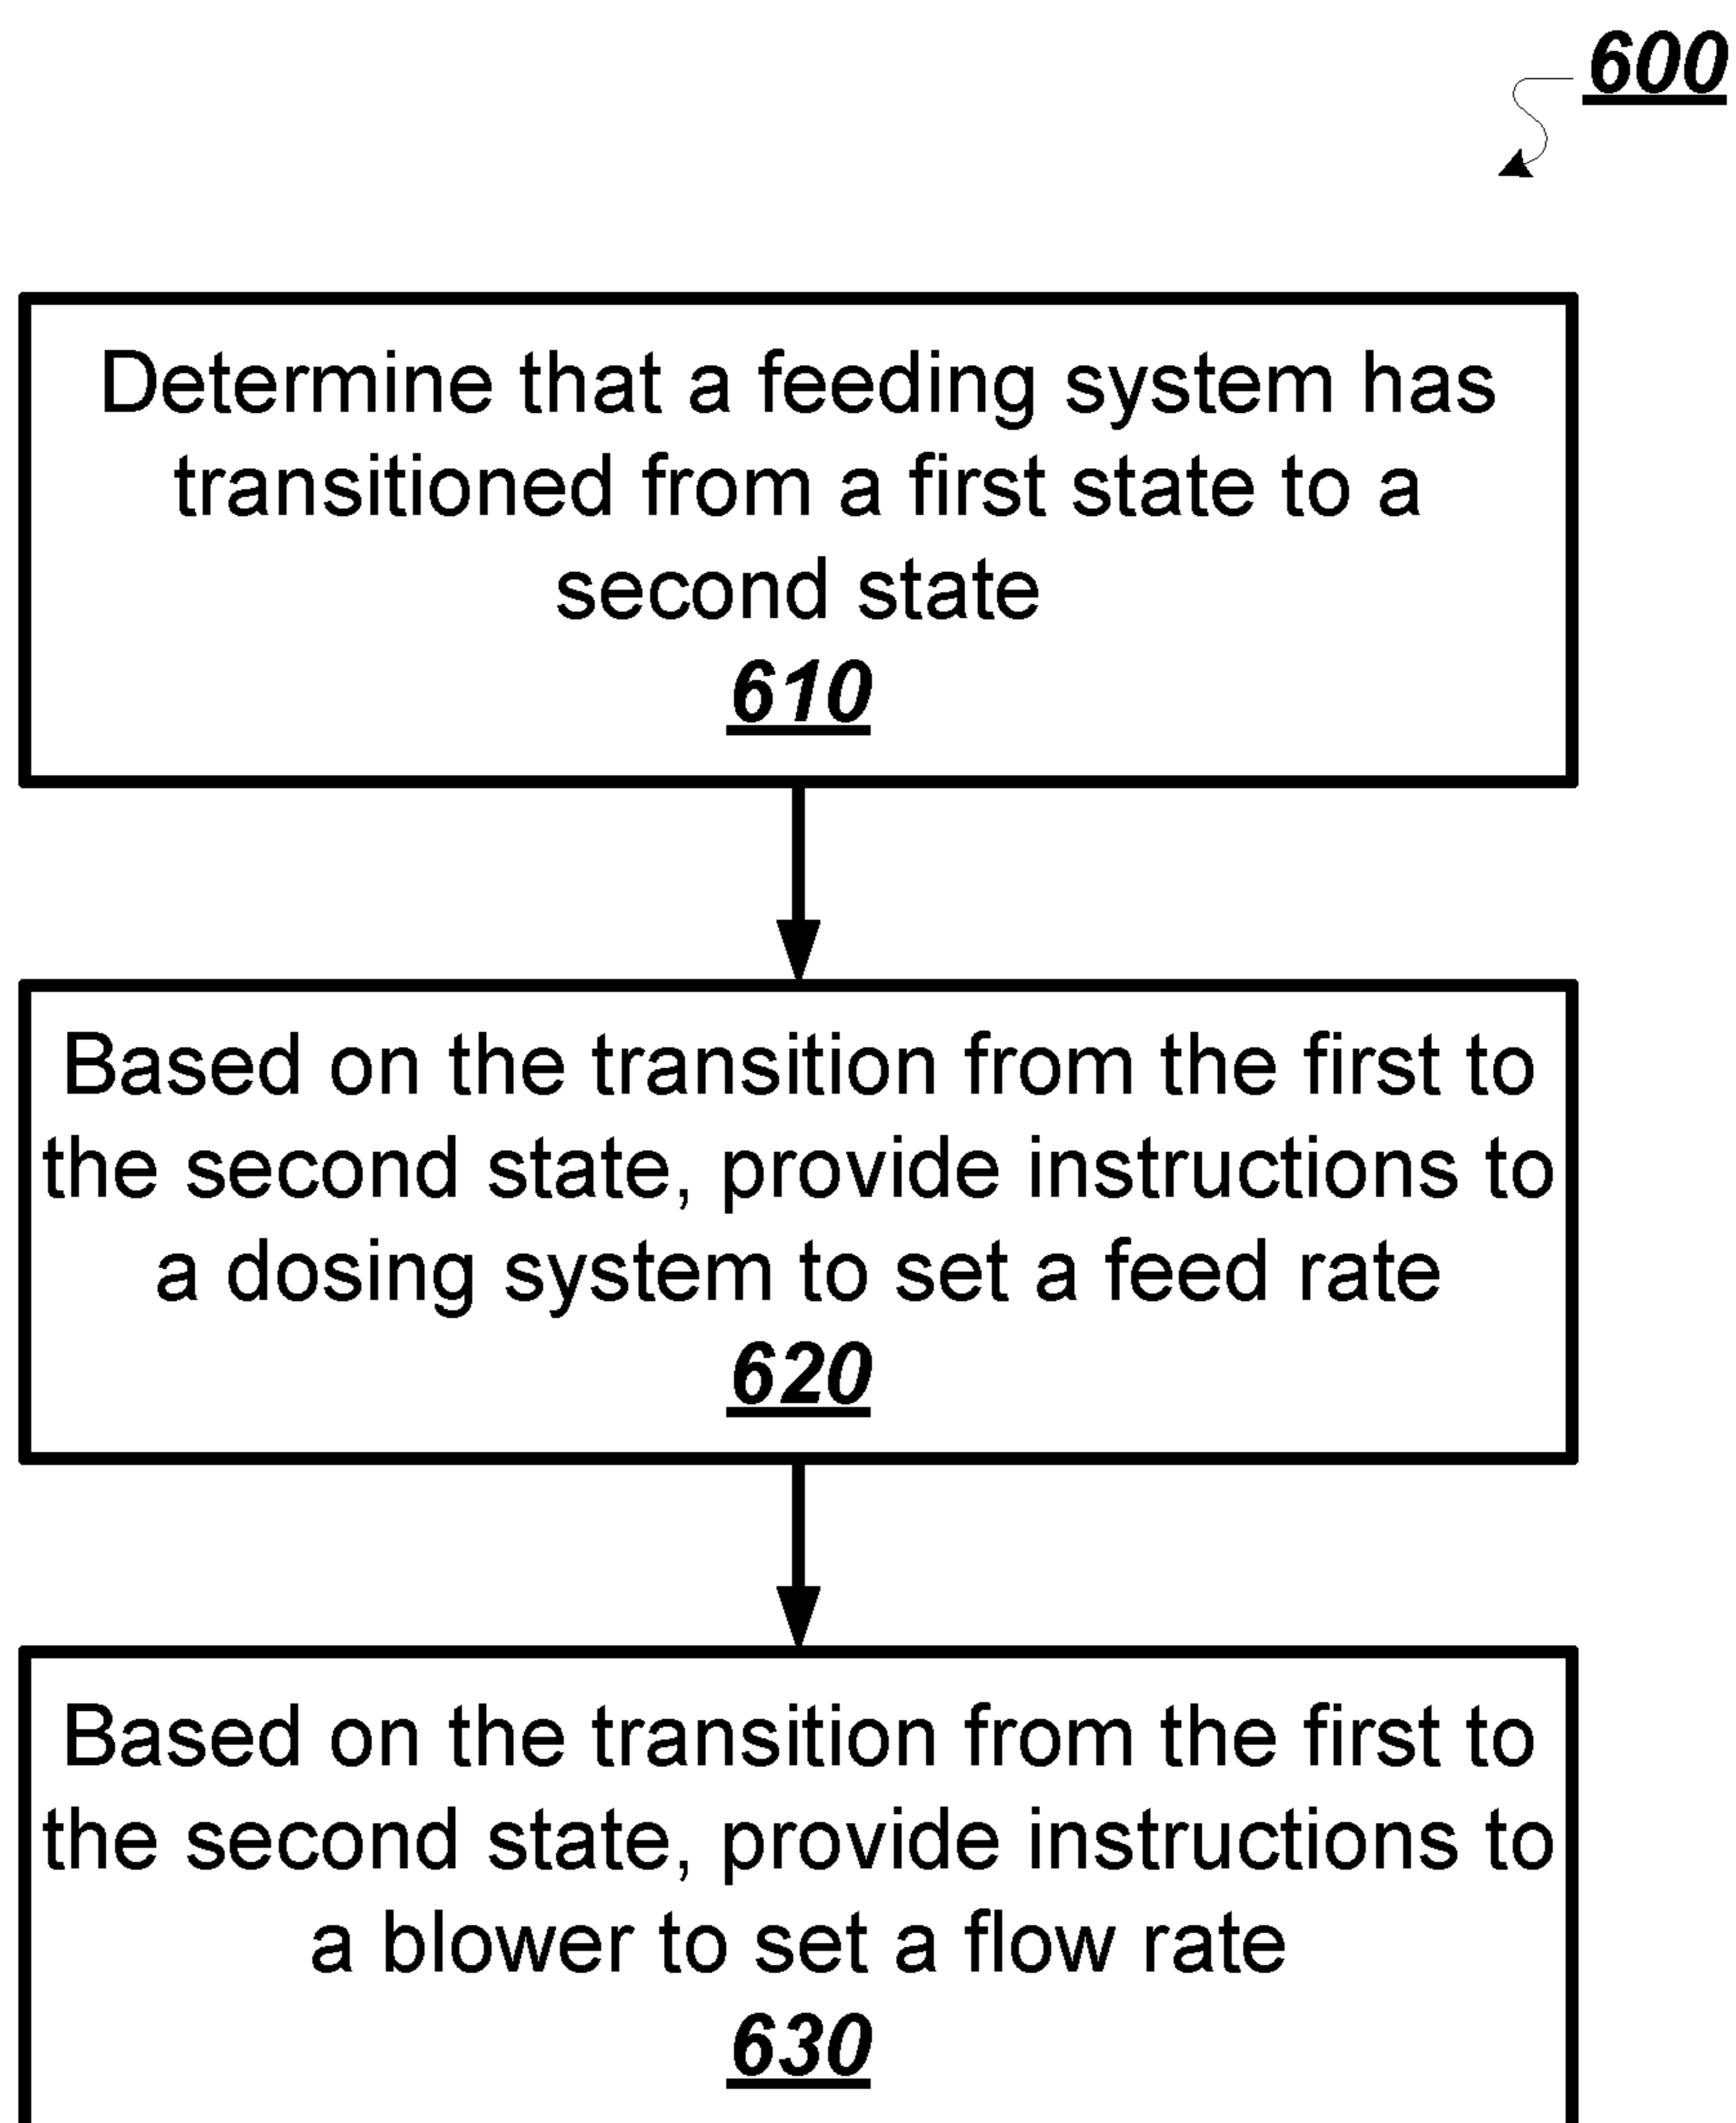 600
Determine that a feeding system has
transitioned from a first state to a
second state
610
Based on the transition from the first to
the second state, provide instructions to
a dosing system to set a feed rate
620
Based on the transition from the first to
the second state, provide instructions to
a blower to set a flow rate
630